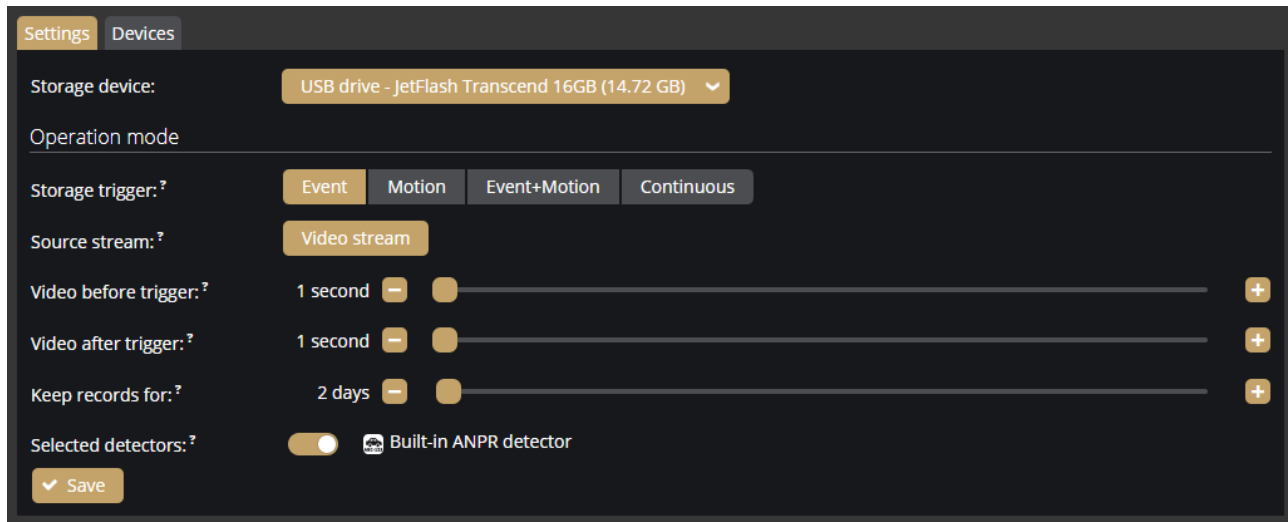 Settings Devices
Storage device: USB drive - JetFlash Transcend 16GB (14.72 GB)
Operation mode
Storage trigger: ? Event Motion Event+Motion Continuous
Source stream: ? Video stream
Video before trigger: ? 1 second
Video after trigger: ? 1 second
Keep records for: ? 2 days
Selected detectors: ? Built-in ANPR detector
Save